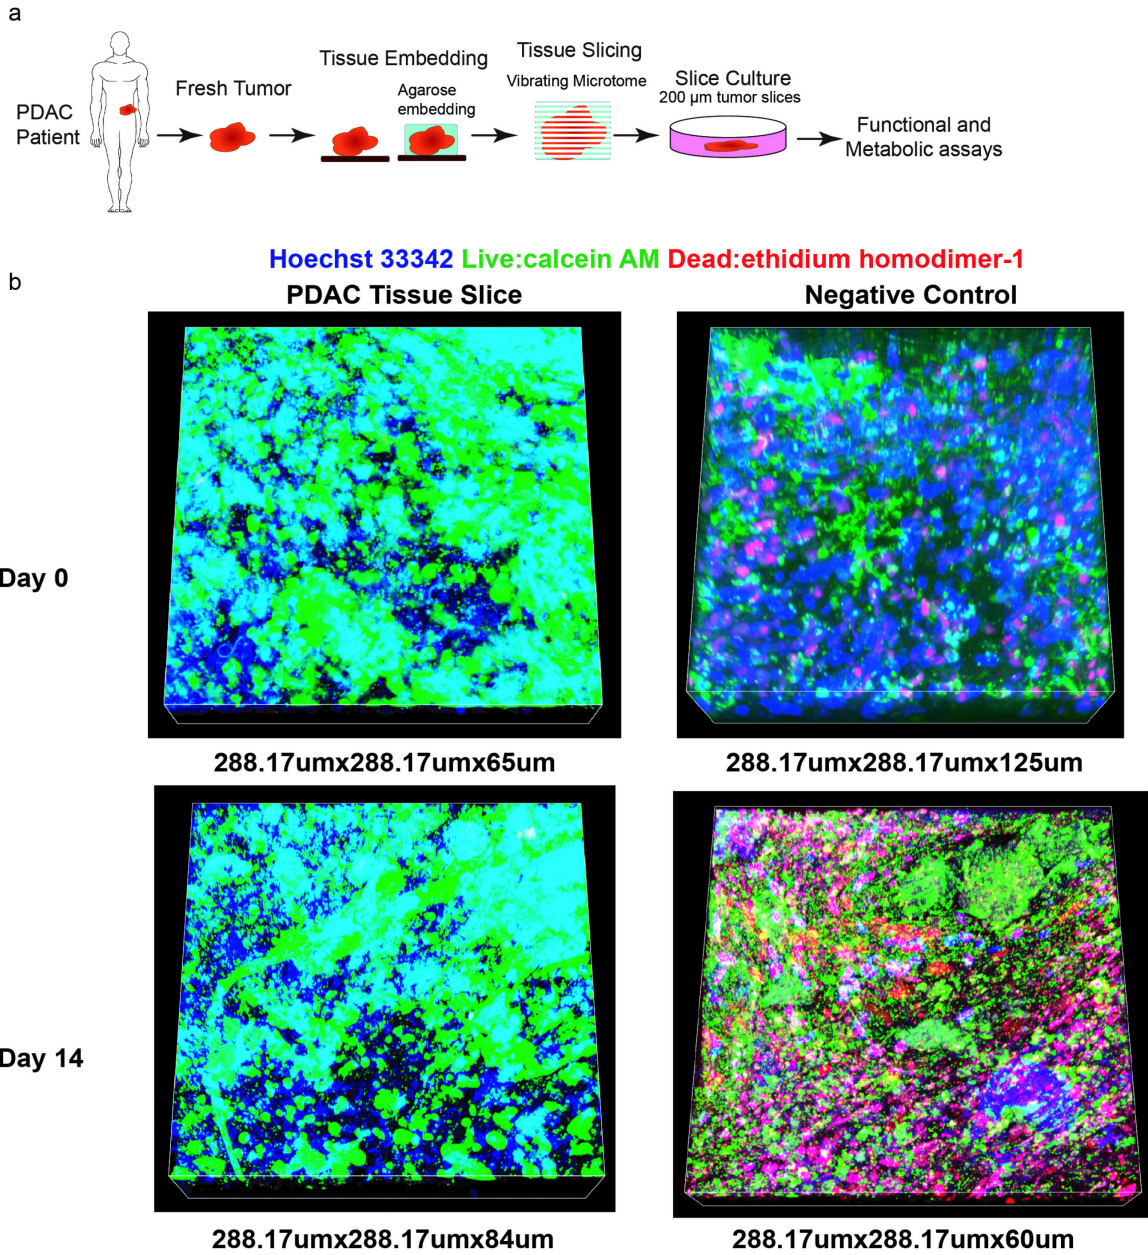 a
PDAC
Patient
Fresh Tumor
Tissue Embedding
Agarose
embedding
Tissue Slicing
Vibrating Microtome
Slice Culture
200 µm tumor slices
Functional and
Metabolic assays
Hoechst 33342 Live:calcein AM Dead:ethidium homodimer-1
b
PDAC Tissue Slice
Negative Control
Day 0
288.17umx288.17umx65um
288.17umx288.17umx125um
Day 14
288.17umx288.17umx84um
288.17umx288.17umx60um